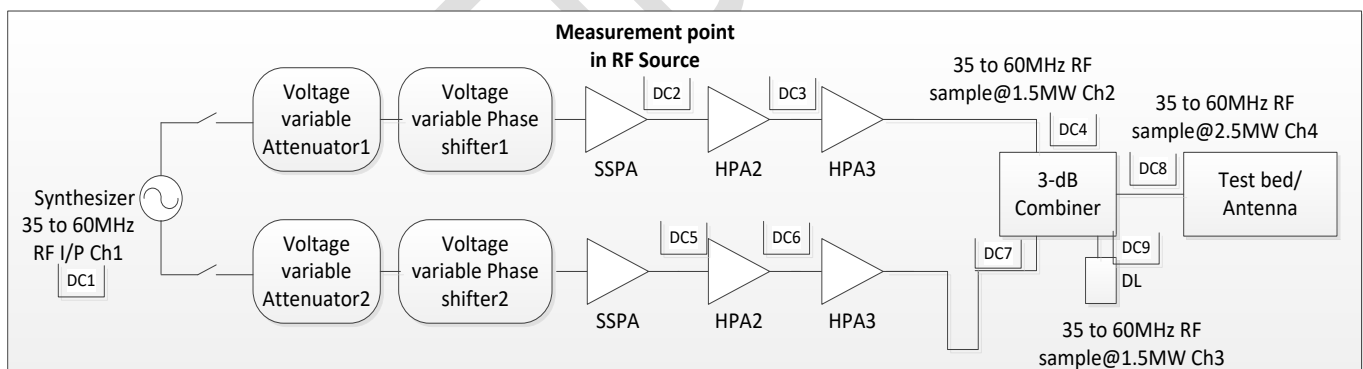 Measurement point
in RF Source
Voltage
variable
Attenuator1
Voltage
variable Phase
shifter1
DC2
DC3
SSPA
HPA2
HPA3
35 to 60MHz RF
sample@1.5MW Ch2
DC4
35 to 60MHz RF
sample@2.5MW Ch4
DC8
3-dB
Combiner
Test bed/
Antenna
Synthesizer
35 to 60MHz
RF I/P Ch1
DC1
Voltage
variable
Attenuator2
Voltage
variable Phase
shifter2
DC5
DC6
SSPA
HPA2
HPA3
DC7
DC9
DL
35 to 60MHz RF
sample@1.5MW Ch3